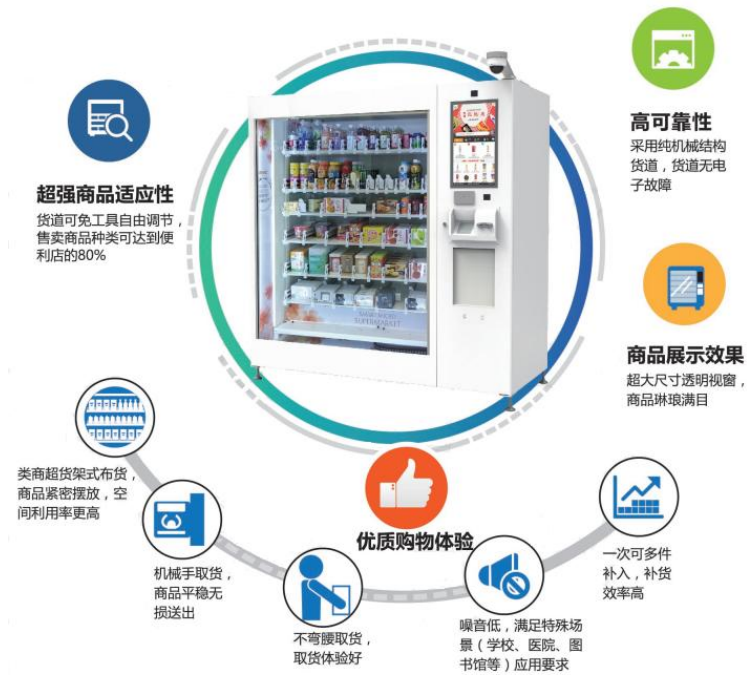 高可靠性
采用纯机械结构
货道，货道无电
子故障
超强商品适应性
货道可免工具自由调节，
售卖商品种类可达到便
利店的80%
SUPERMARKET
商品展示效果
超大尺寸透明视窗，
商品琳琅满目
类商超货架式布货，
商品紧密摆放，空
间利用率更高
机械手取货，
商品平稳无
损送出
优质购物体验
不弯腰取货，
取货体验好
噪音低，满足特殊场
景（学校、医院、图
书馆等）应用要求
一次可多件
补入，补货
效率高